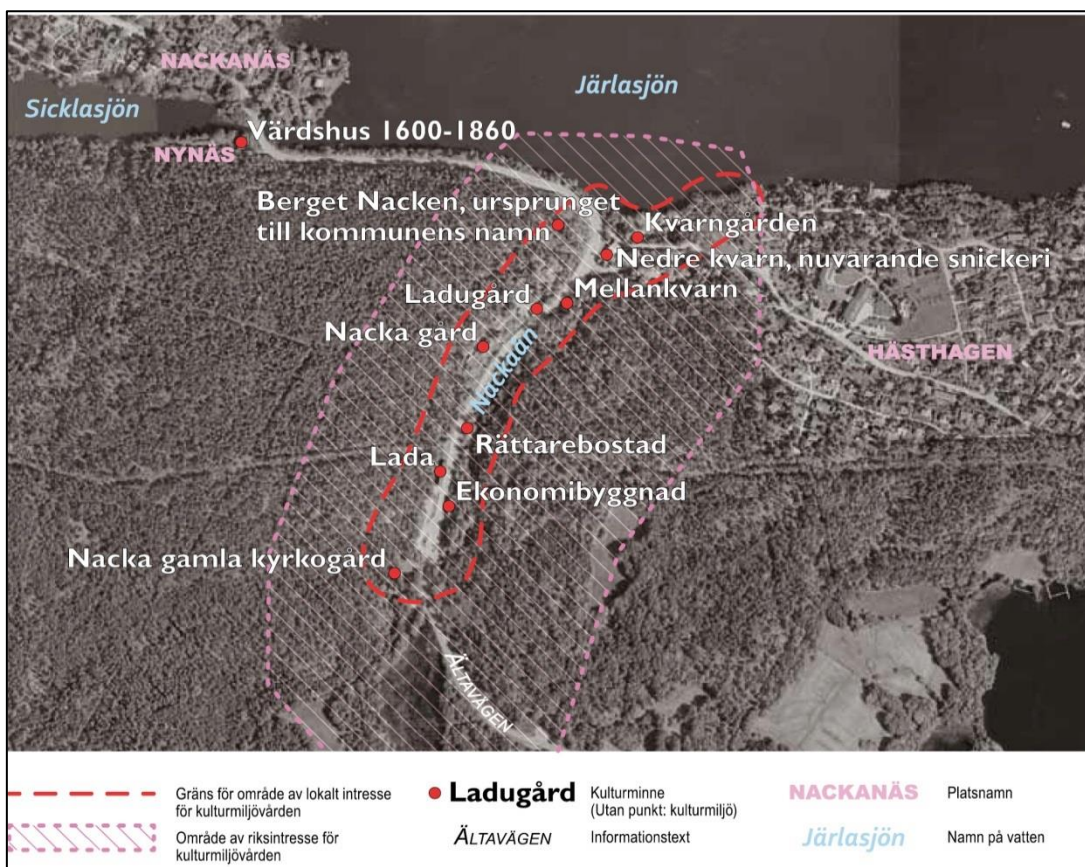 NACKANÄS
Sicklasjön
Järlasjön
Värdshus 1600-1860
NYNÄS
Berget Nacken, ursprunget
till kommunens namn
Kvarngården
Nedre kvarn, nuvarande snickeri
Ladugård
Mellankvarn
Nacka gard
HÄSTHAGEN
Nackaån
Rättarebostad
Lada
Ekonomibyggnad
Nacka gamla kyrkogård
ÄLTAVÄGEN
Gräns för område av lokalt intresse
för kulturmiljövården
Ladugård
Kulturminne
(Utan punkt: kulturmiljö)
NACKANÄS
Platsnamn
Område av riksintresse för
kulturmiljövården
ÄLTAVÄGEN
Informationstext
Järlasjön
Namn på vatten